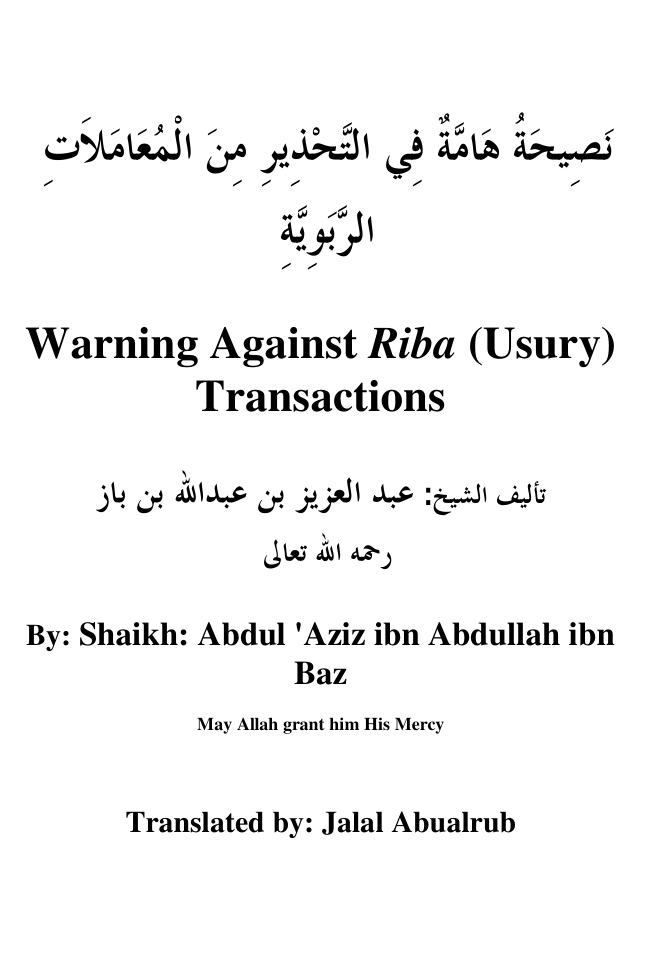 نَصِيحَةُ هَامَّةٌ فِي التَّحْذِيرِ مِنَ الْمُعَامَلاَتِ
الرَّبَوِيَّةِ
Warning Against Riba (Usury)
Transactions
تأليف الشيخ: عبد العزيز بن عبدالله بن باز
رحمه الله تعالى
By: Shaikh: Abdul 'Aziz ibn Abdullah ibn
Baz
May Allah grant him His Mercy
Translated by: Jalal Abualrub